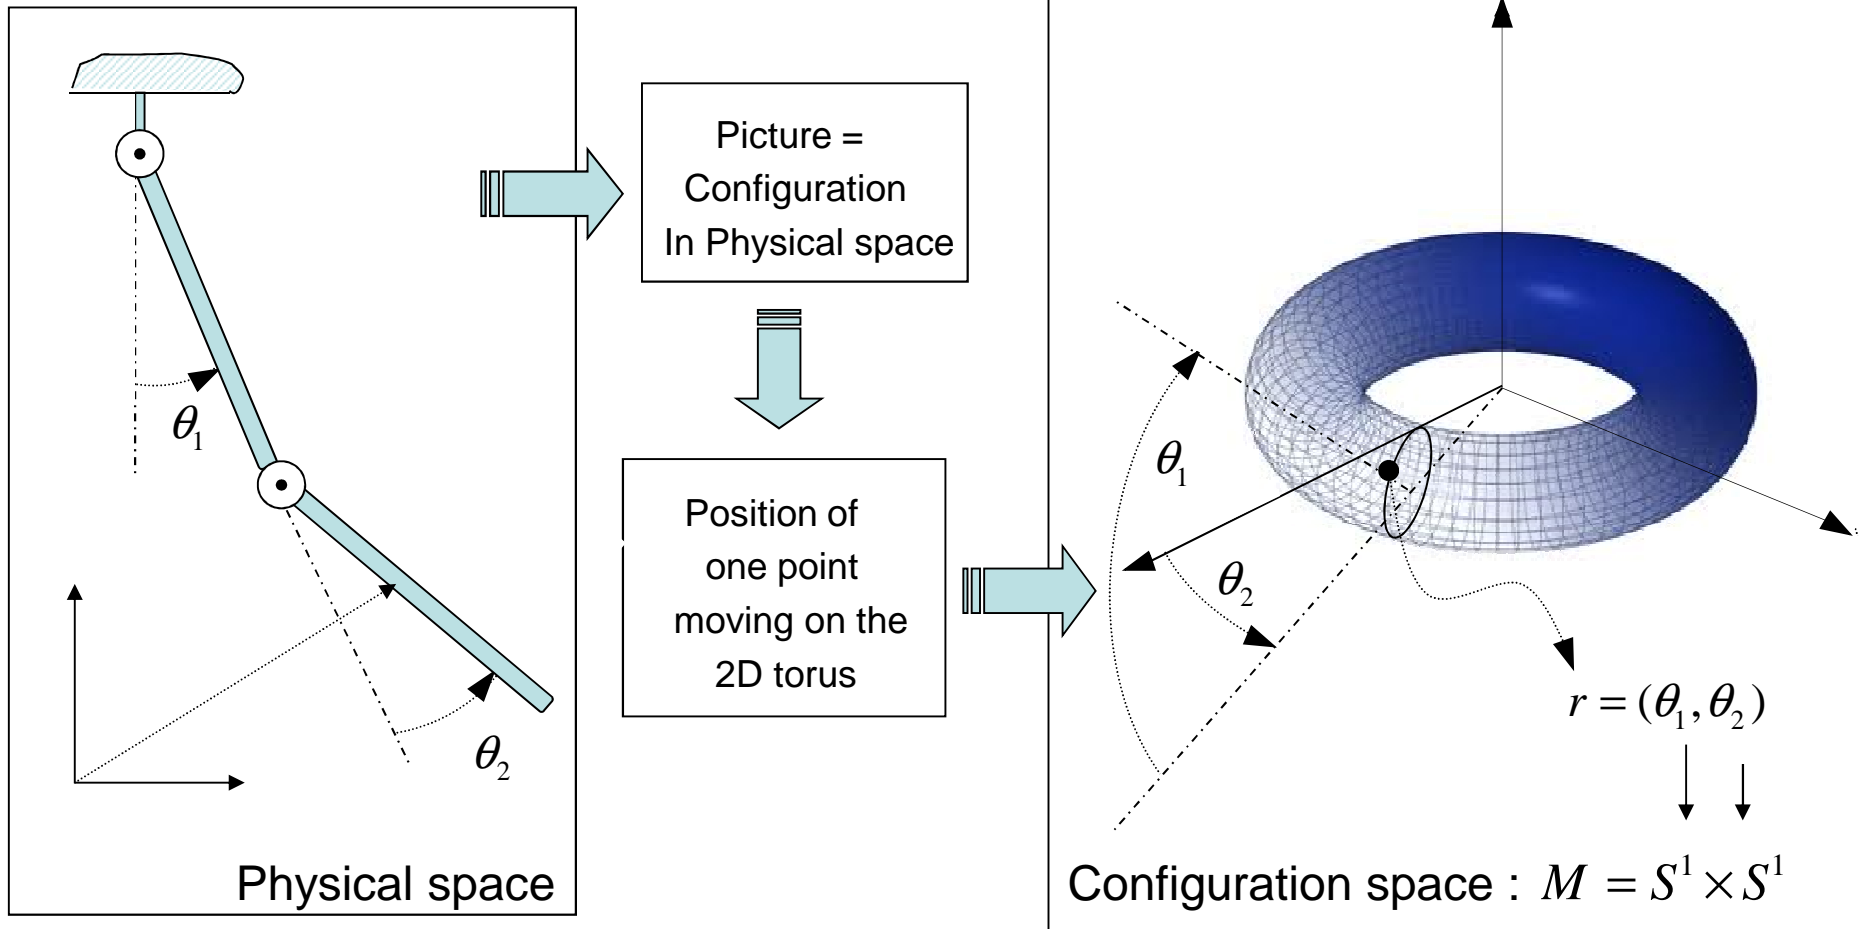 θ₁
θ₂
Physical space
Picture =
Configuration
In Physical space
Position of
one point
moving on the
2D torus
θ₁
θ₂
r = (θ₁, θ₂)
Configuration space : M = S¹ × S¹